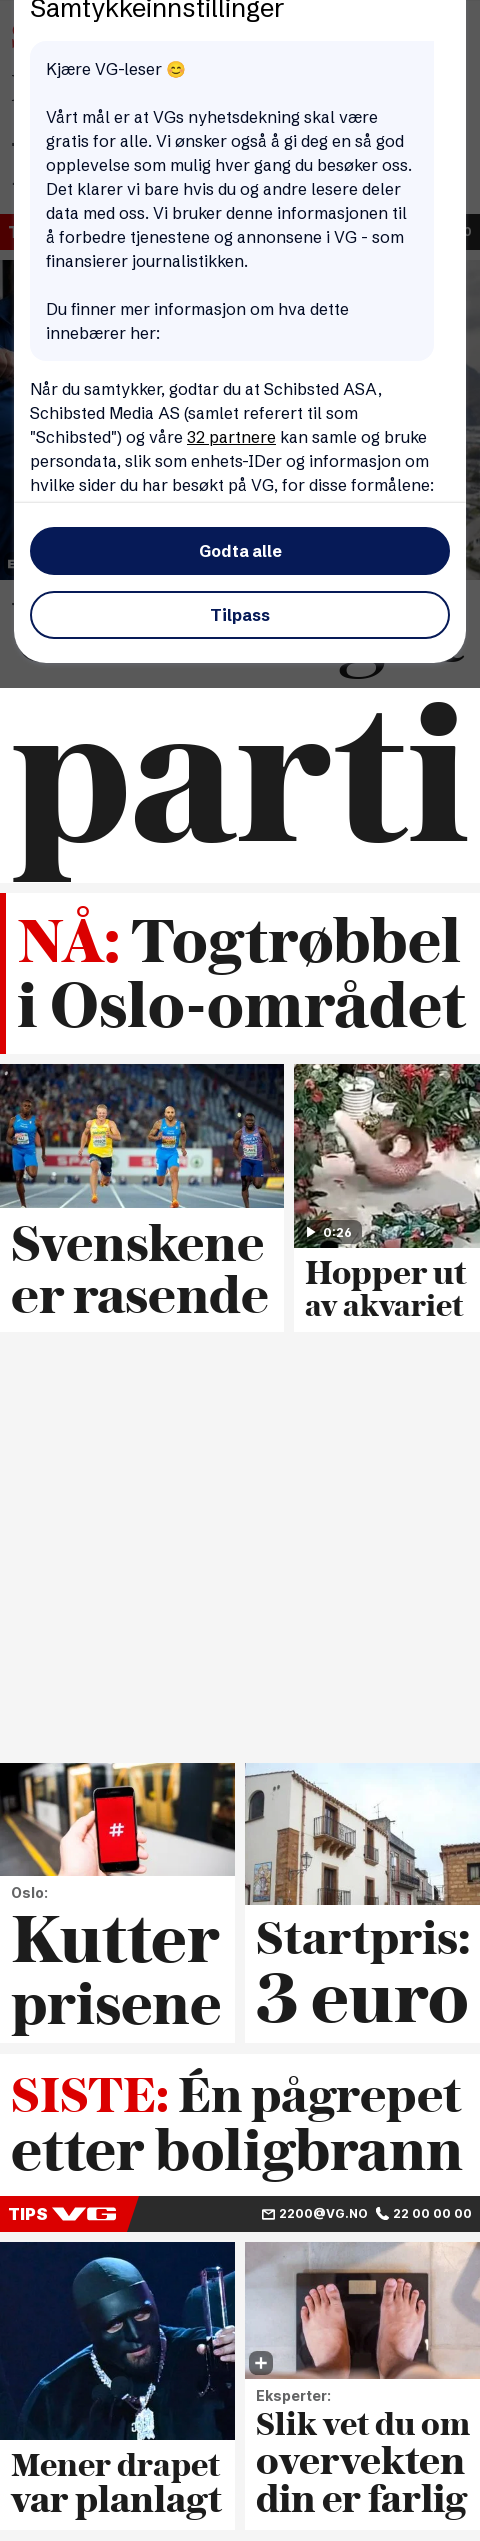 Samtykkeinnstillinger
Kjære VG-leser 😊
Vårt mål er at VGs nyhetsdekning skal være
gratis for alle. Vi ønsker også å gi deg en så god
opplevelse som mulig hver gang du besøker oss.
Det klarer vi bare hvis du og andre lesere deler
data med oss. Vi bruker denne informasjonen til
å forbedre tjenestene og annonsene i VG - som
finansierer journalistikken.
Du finner mer informasjon om hva dette
innebærer her:
Når du samtykker, godtar du at Schibsted ASA,
Schibsted Media AS (samlet referert til som
"Schibsted") og våre 32 partnere kan samle og bruke
persondata, slik som enhets-IDer og informasjon om
hvilke sider du har besøkt på VG, for disse formålene:
Godta alle
Tilpass
parti
NÅ: Togtrøbbel
i Oslo-området
0:26
Svenskene
er rasende
Hopper ut
av akvariet
#
Oslo:
Kutter
prisene
Startpris:
3 euro
SISTE: Én pågrepet
etter boligbrann
TIPS VG 2200@VG.NO 22 00 00 00
Mener drapet
var planlagt
Eksperter:
Slik vet du om
overvekten
din er farlig